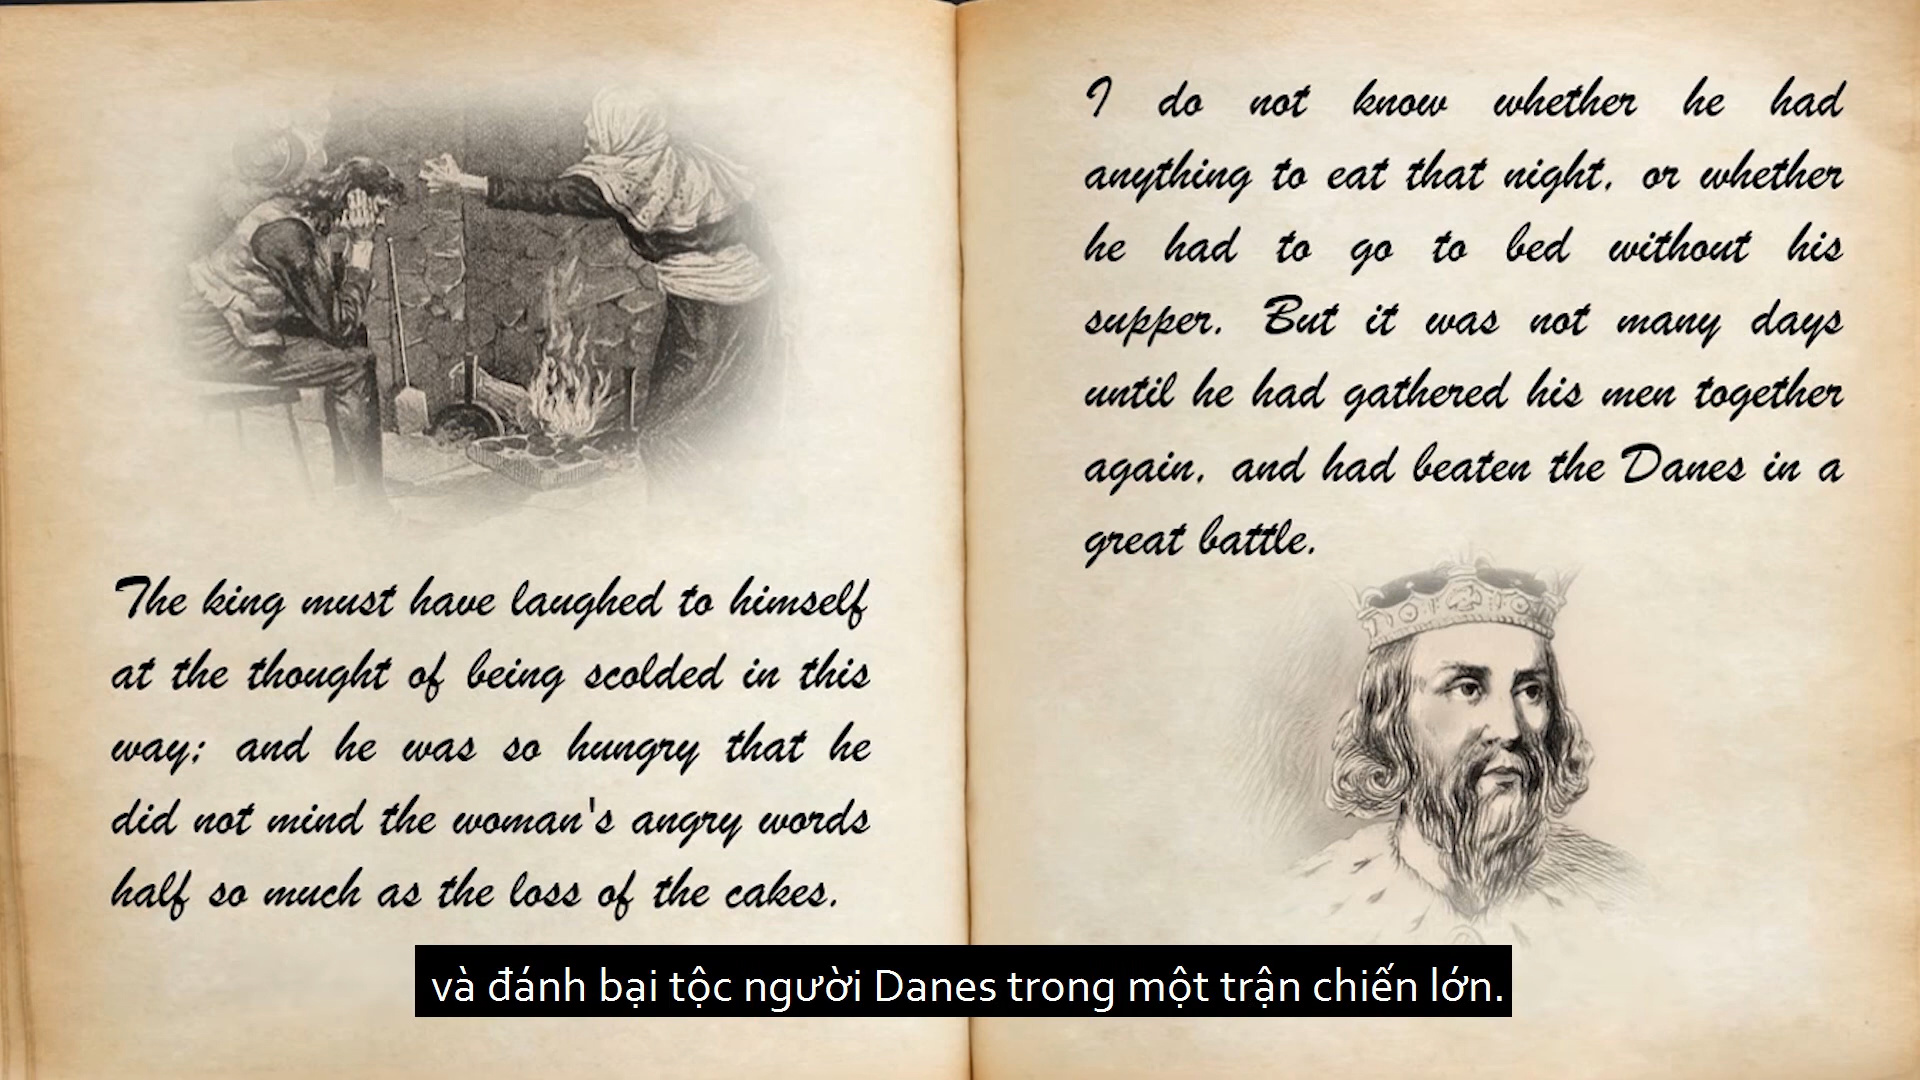 The king must have laughed to himself
at the thought of being scolded in this
way; and he was so hungry that he
did not mind the woman's angry words
half so much as the loss of the cakes.
I do not know whether he had
anything to eat that night, or whether
he had to go to bed without his
supper. But it was not many days
until he had gathered his men together
again, and had beaten the Danes in a
great battle.
và đánh bại tộc người Danes trong một trận chiến lớn.